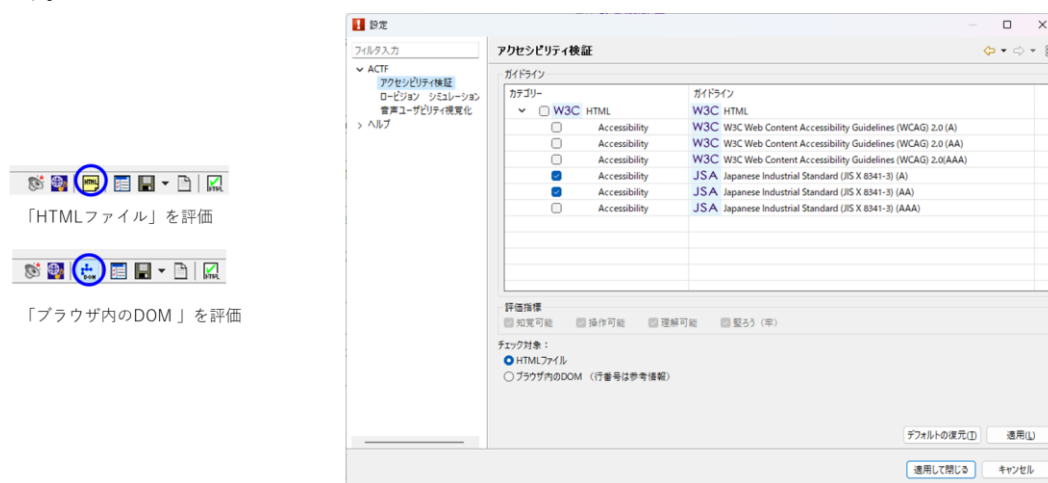 「HTMLファイル」を評価
「ブラウザ内のDOM 」を評価
設定
フィルタ入力
ACTF
アクセシビリティ検証
ロービジョン シミュレーション
音声ユーザビリティ視覚化
ヘルプ
アクセシビリティ検証
ガイドライン
カテゴリー ガイドライン
W3C HTML W3C HTML
Accessibility W3C W3C Web Content Accessibility Guidelines (WCAG) 2.0 (A)
Accessibility W3C W3C Web Content Accessibility Guidelines (WCAG) 2.0 (AA)
Accessibility W3C W3C Web Content Accessibility Guidelines (WCAG) 2.0(AAA)
Accessibility JSA Japanese Industrial Standard (JIS X 8341-3) (A)
Accessibility JSA Japanese Industrial Standard (JIS X 8341-3) (AA)
Accessibility JSA Japanese Industrial Standard (JIS X 8341-3) (AAA)
評価指標
知覚可能 操作可能 理解可能 堅ろう（牢）
チェック対象：
HTMLファイル
ブラウザ内のDOM （行番号は参考情報）
デフォルトの復元(T) 適用(L)
適用して閉じる キャンセル